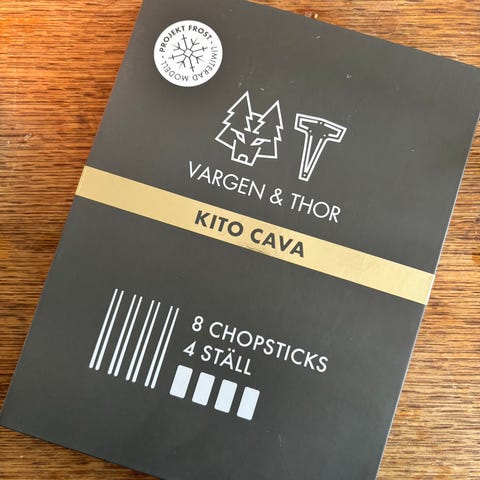 PROJEKT FROST • LIMITERAD MODELL •
VARGEN & THOR
KITO CAVA
8 CHOPSTICKS
4 STÄLL